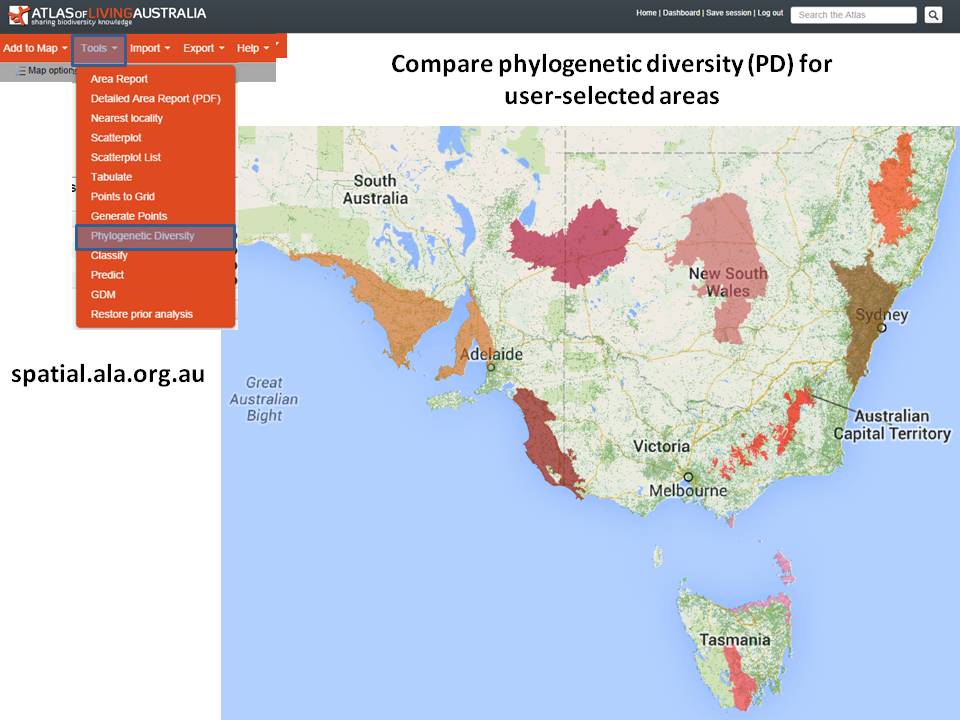 ATLAS OF LIVING AUSTRALIA
sharing biodiversity knowledge
Home | Dashboard | Save session | Log out
Search the Atlas
Add to Map Tools Import Export Help
Map option
Area Report
Detailed Area Report (PDF)
Nearest locality
Scatterplot
Scatterplot List
Tabulate
Points to Grid
Generate Points
Phylogenetic Diversity
Classify
Predict
GDM
Restore prior analysis
Compare phylogenetic diversity (PD) for
user-selected areas
spatial.ala.org.au
South
Australia
New South
Wales
Sydney
Adelaide
Great
Australian
Bight
Australian
Capital Territory
Victoria
Melbourne
Tasmania